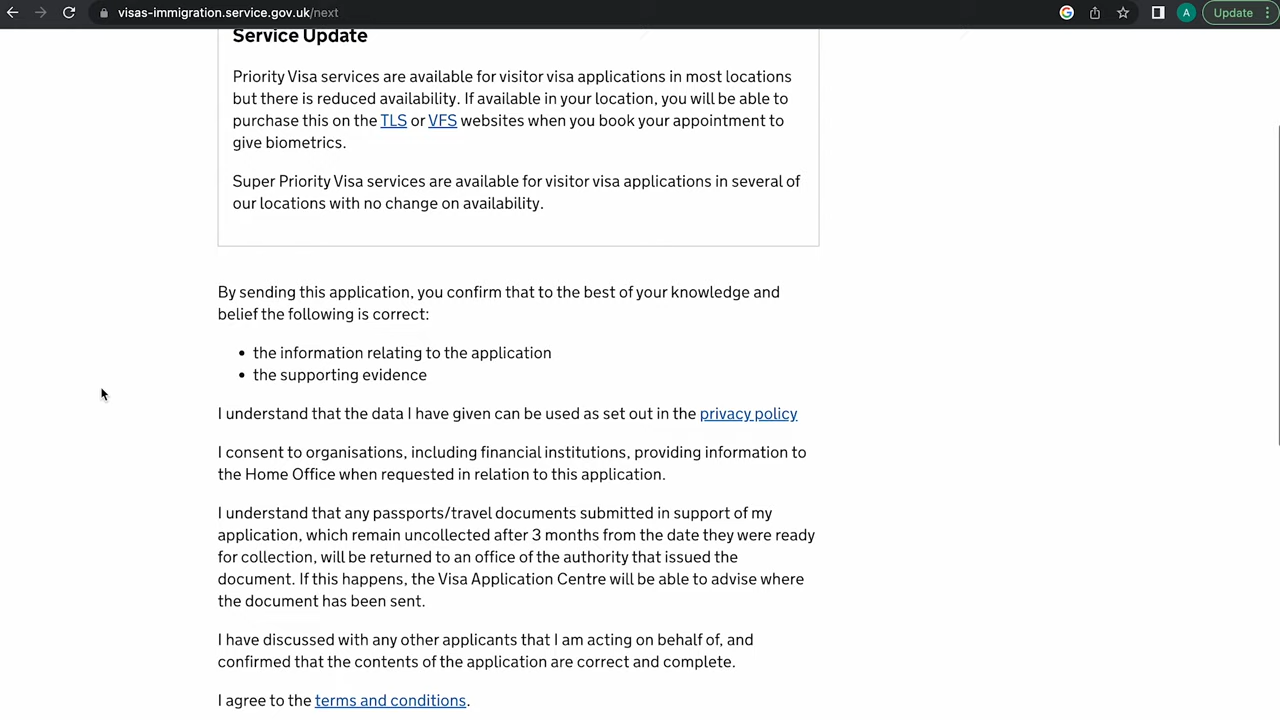 visas-immigration.service.gov.uk/next
A
Update
Service Update
Priority Visa services are available for visitor visa applications in most locations
but there is reduced availability. If available in your location, you will be able to
purchase this on the TLS or VFS websites when you book your appointment to
give biometrics.
Super Priority Visa services are available for visitor visa applications in several of
our locations with no change on availability.
By sending this application, you confirm that to the best of your knowledge and
belief the following is correct:
• the information relating to the application
• the supporting evidence
I understand that the data I have given can be used as set out in the privacy policy
I consent to organisations, including financial institutions, providing information to
the Home Office when requested in relation to this application.
I understand that any passports/travel documents submitted in support of my
application, which remain uncollected after 3 months from the date they were ready
for collection, will be returned to an office of the authority that issued the
document. If this happens, the Visa Application Centre will be able to advise where
the document has been sent.
I have discussed with any other applicants that I am acting on behalf of, and
confirmed that the contents of the application are correct and complete.
I agree to the terms and conditions.